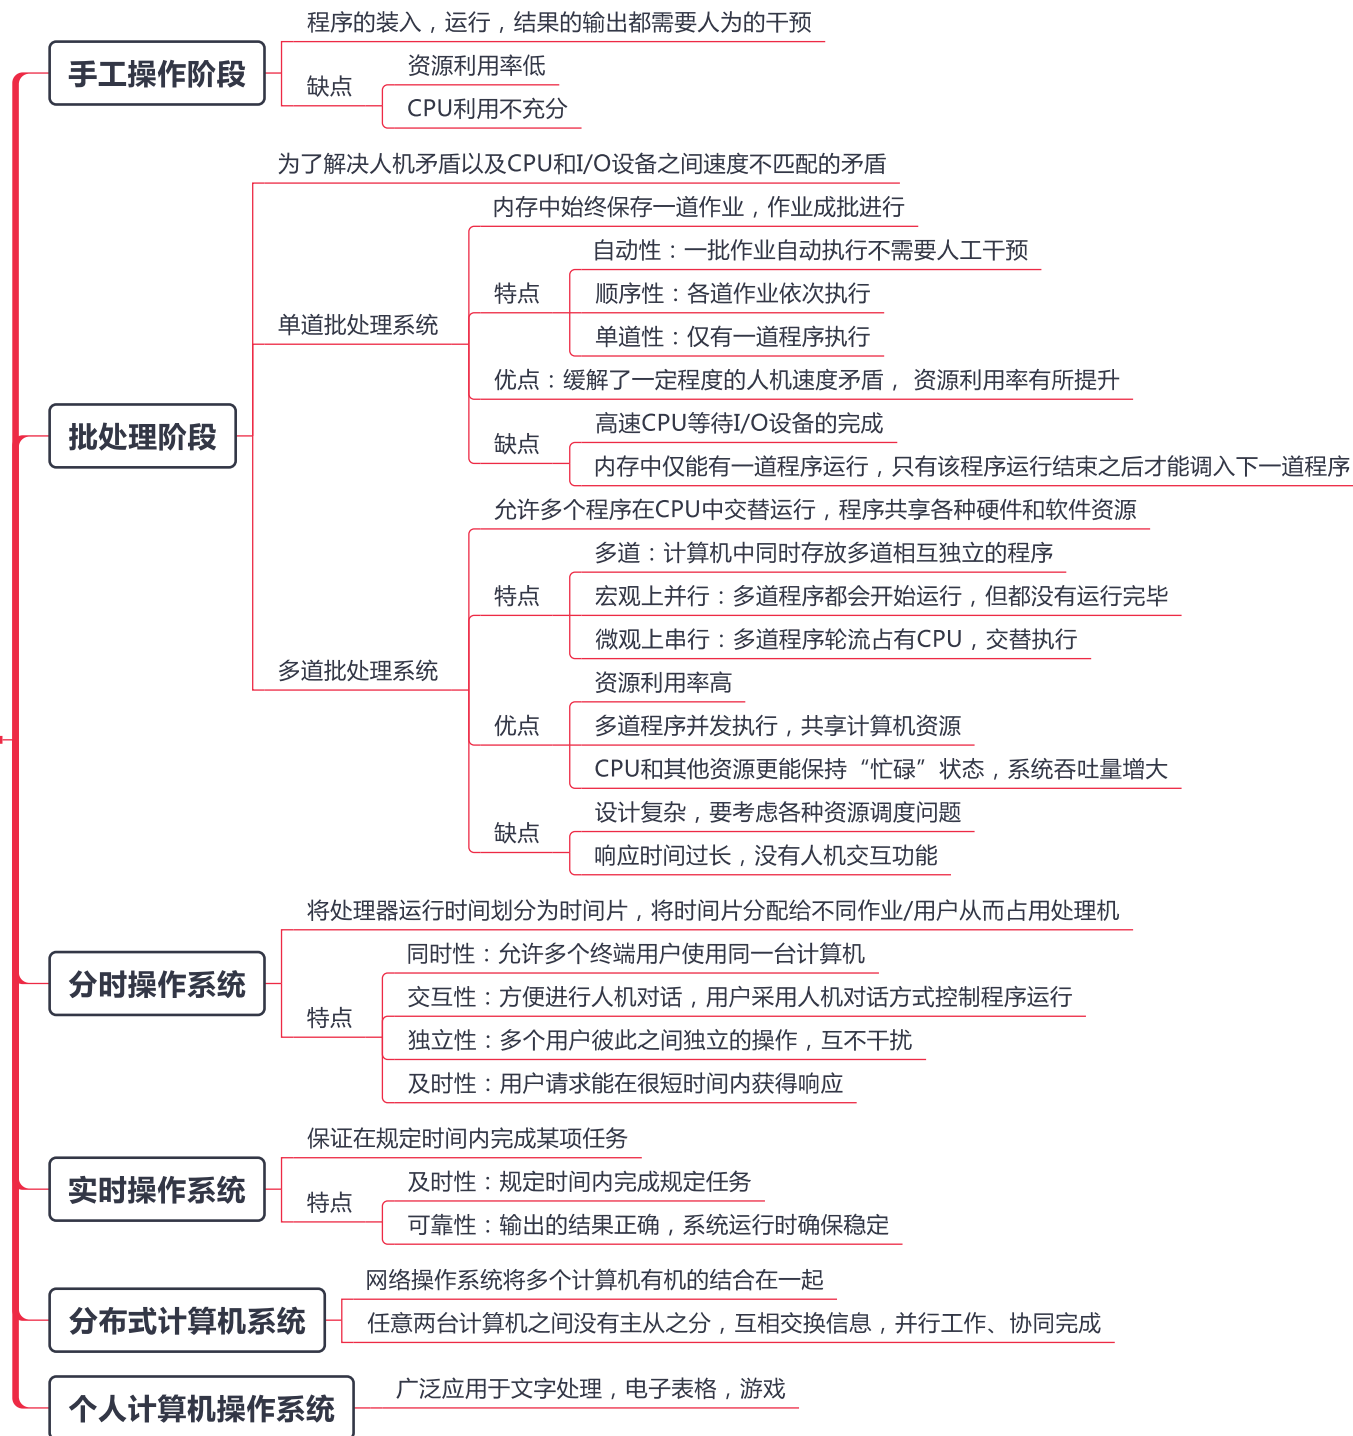 手工操作阶段
程序的装入，运行，结果的输出都需要人为的干预
缺点
资源利用率低
CPU利用不充分
批处理阶段
为了解决人机矛盾以及CPU和I/O设备之间速度不匹配的矛盾
单道批处理系统
内存中始终保存一道作业，作业成批进行
特点
自动性：一批作业自动执行不需要人工干预
顺序性：各道作业依次执行
单道性：仅有一道程序执行
优点：缓解了一定程度的人机速度矛盾， 资源利用率有所提升
缺点
高速CPU等待I/O设备的完成
内存中仅能有一道程序运行，只有该程序运行结束之后才能调入下一道程序
多道批处理系统
允许多个程序在CPU中交替运行，程序共享各种硬件和软件资源
特点
多道：计算机中同时存放多道相互独立的程序
宏观上并行：多道程序都会开始运行，但都没有运行完毕
微观上串行：多道程序轮流占有CPU，交替执行
优点
资源利用率高
多道程序并发执行，共享计算机资源
CPU和其他资源更能保持“忙碌”状态，系统吞吐量增大
缺点
设计复杂，要考虑各种资源调度问题
响应时间过长，没有人机交互功能
分时操作系统
将处理器运行时间划分为时间片，将时间片分配给不同作业/用户从而占用处理机
特点
同时性：允许多个终端用户使用同一台计算机
交互性：方便进行人机对话，用户采用人机对话方式控制程序运行
独立性：多个用户彼此之间独立的操作，互不干扰
及时性：用户请求能在很短时间内获得响应
实时操作系统
保证在规定时间内完成某项任务
特点
及时性：规定时间内完成规定任务
可靠性：输出的结果正确，系统运行时确保稳定
分布式计算机系统
网络操作系统将多个计算机有机的结合在一起
任意两台计算机之间没有主从之分，互相交换信息，并行工作、协同完成
个人计算机操作系统
广泛应用于文字处理，电子表格，游戏